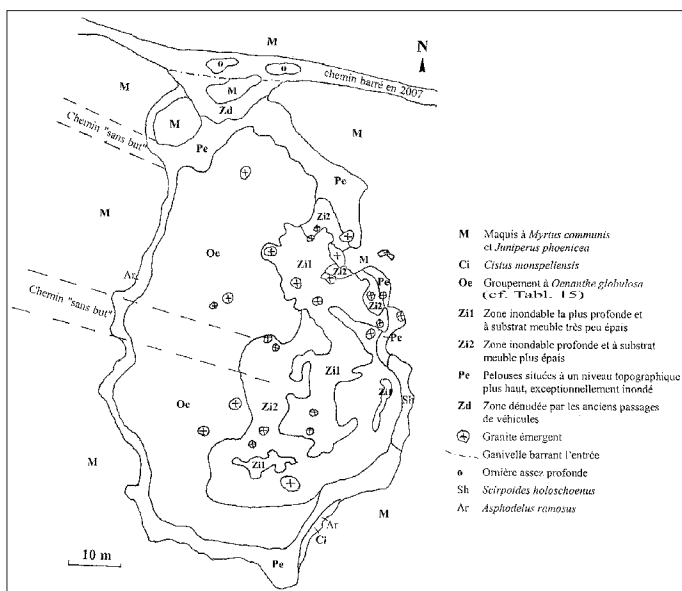 M
N
M
o
o
chemin barré en 2007
M
Zd
M
Chemin "sans but"
M
Pe
M
Pe
Zi2
M
Oc
Zi1
M
Zi2
Ar
Pe
Zi2
Chemin "sans but"
Pe
Zi1
Zi1
Sh
Oc
Zi2
M
Zi1
M
Ar
Ci
Pe
10 m
M Maquis à Myrtus communis
et Juniperus phoenicea
Ci Cistus monspeliensis
Oe Groupement à Oenanthe globulosa
(cf. Tabl. 15)
Zi1 Zone inondable la plus profonde et
à substrat meuble très peu épais
Zi2 Zone inondable profonde et à substrat
meuble plus épais
Pe Pelouses situées à un niveau topographique
plus haut, exceptionnellement inondé
Zd Zone dénudée par les anciens passages
de véhicules
Granite émergent
Ganivelle barrant l'entrée
o Ornière assez profonde
Sh Scirpoides holoschoenus
Ar Asphodelus ramosus